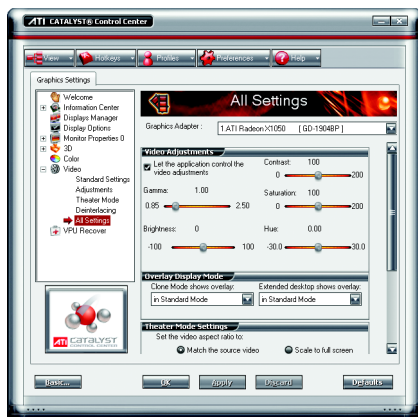 ATI CATALYST® Control Center
View
Hotkeys
Profiles
Preferences
Help
Graphics Settings
Welcome
Information Center
Displays Manager
Display Options
Monitor Properties 0
3D
Color
Video
Standard Settings
Adjustments
Theater Mode
Deinterlacing
All Settings
VPU Recover
ATI CATALYST
CONTROL CENTER
All Settings
Graphics Adapter :
1 ATI Radeon X1050 [ GD-1904BP ]
Video Adjustments
Let the application control the
video adjustments
Contrast: 100
0 200
Gamma: 1.00
0.85 2.50
Saturation: 100
0 200
Brightness: 0
-100 100
Hue: 0.00
-30.0 30.0
Overlay Display Mode
Clone Mode shows overlay:
in Standard Mode
Extended desktop shows overlay:
in Standard Mode
Theater Mode Settings
Set the video aspect ratio to:
Match the source video
Scale to full screen
Basic...
OK
Apply
Discard
Defaults